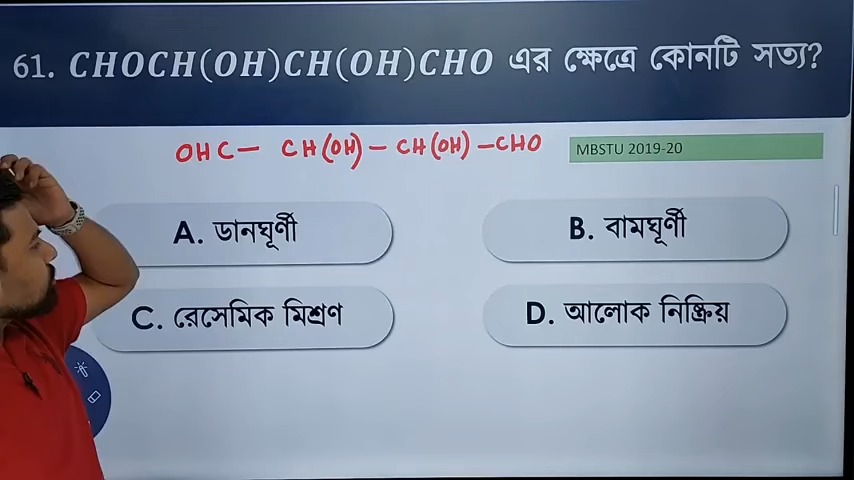 61. CHOCH(OH)CH(OH)CHO এর ক্ষেত্রে কোনটি সত্য?
OHC- CH(OH)- CH(OH)-CHO
MBSTU 2019-20
A. ডানঘূর্ণী
B. বামঘূর্ণী
C. রেসেমিক মিশ্রণ
D. আলোক নিষ্ক্রিয়